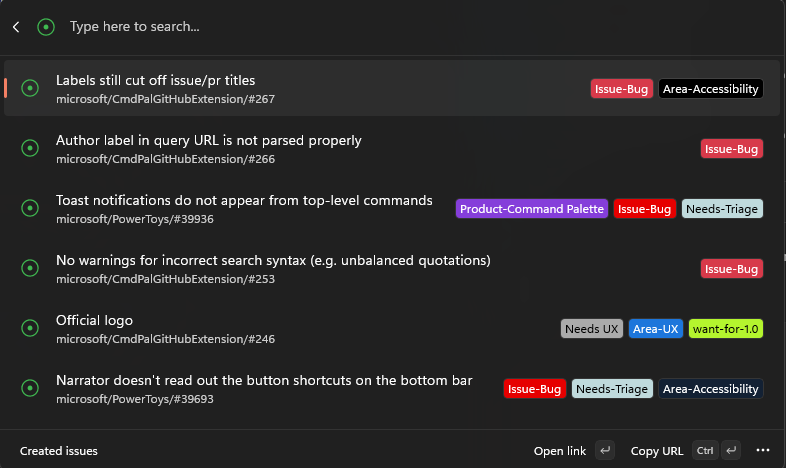 Type here to search...
Labels still cut off issue/pr titles
microsoft/CmdPalGitHubExtension/#267
Issue-Bug Area-Accessibility
Author label in query URL is not parsed properly
microsoft/CmdPalGitHubExtension/#266
Issue-Bug
Toast notifications do not appear from top-level commands
microsoft/PowerToys/#39936
Product-Command Palette Issue-Bug Needs-Triage
No warnings for incorrect search syntax (e.g. unbalanced quotations)
microsoft/CmdPalGitHubExtension/#253
Issue-Bug
Official logo
microsoft/CmdPalGitHubExtension/#246
Needs UX Area-UX want-for-1.0
Narrator doesn't read out the button shortcuts on the bottom bar
microsoft/PowerToys/#39693
Issue-Bug Needs-Triage Area-Accessibility
Created issues Open link Copy URL Ctrl